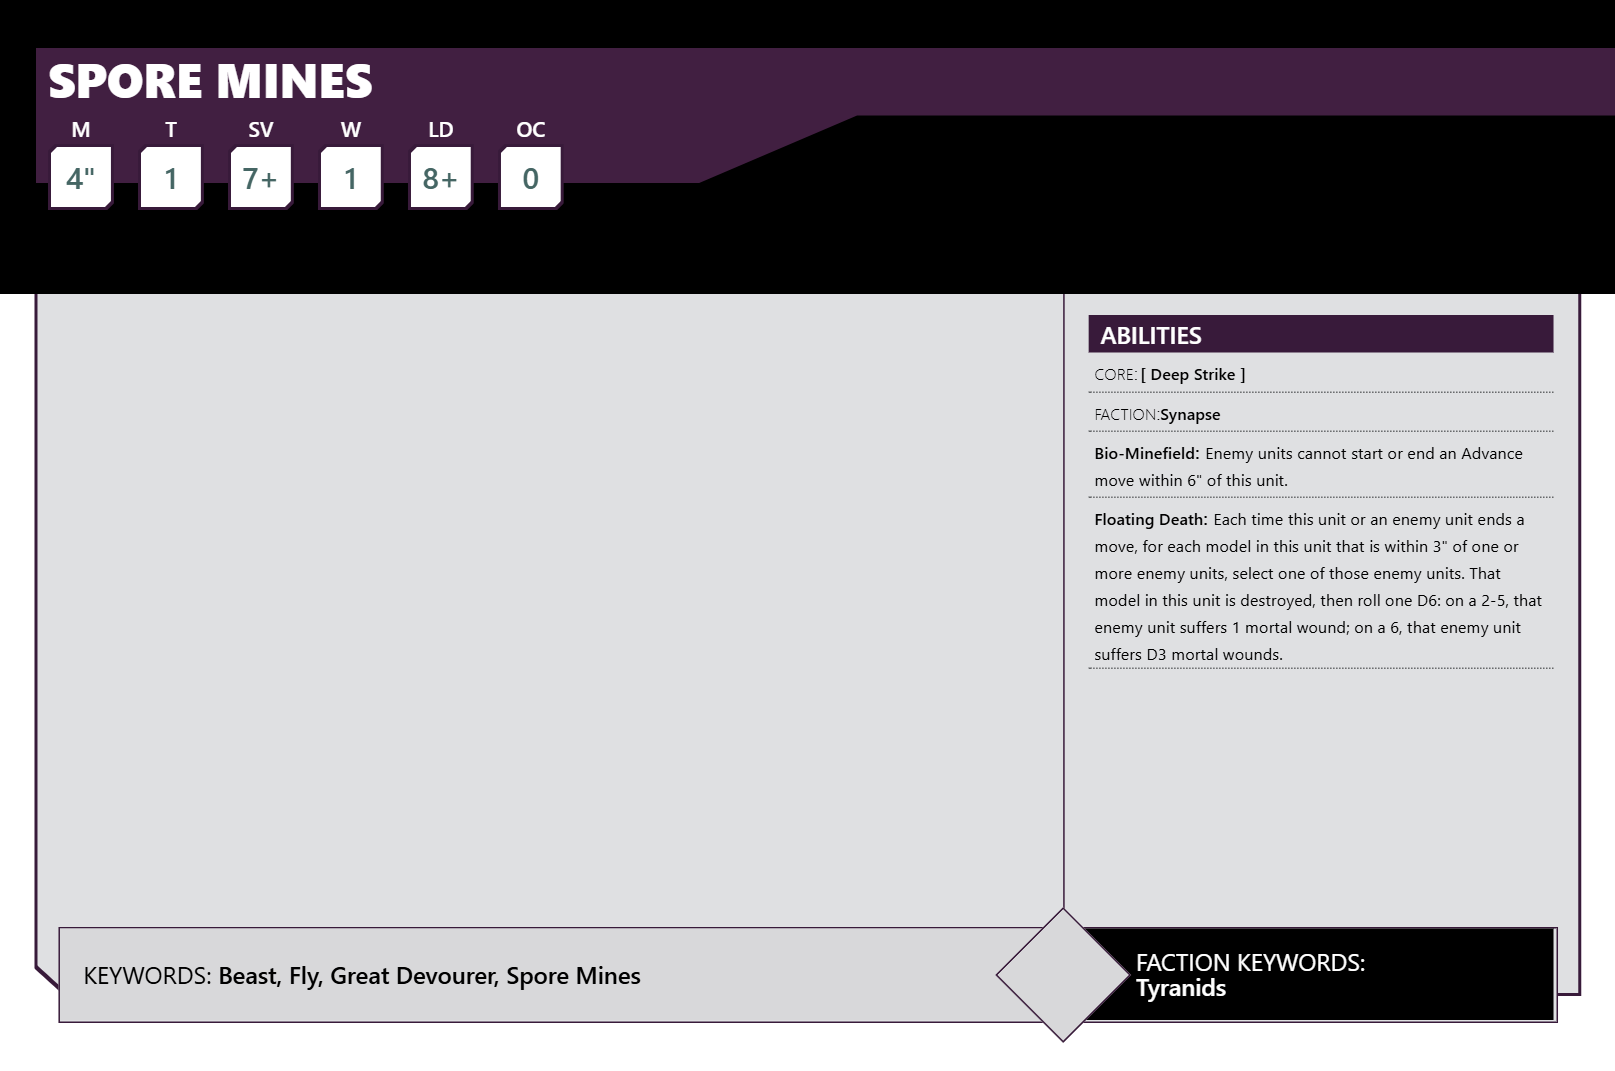 SPORE MINES
M T SV W LD OC
4" 1 7+ 1 8+ 0
ABILITIES
CORE: [ Deep Strike ]
FACTION:Synapse
Bio-Minefield: Enemy units cannot start or end an Advance
move within 6" of this unit.
Floating Death: Each time this unit or an enemy unit ends a
move, for each model in this unit that is within 3" of one or
more enemy units, select one of those enemy units. That
model in this unit is destroyed, then roll one D6: on a 2-5, that
enemy unit suffers 1 mortal wound; on a 6, that enemy unit
suffers D3 mortal wounds.
KEYWORDS: Beast, Fly, Great Devourer, Spore Mines
FACTION KEYWORDS:
Tyranids